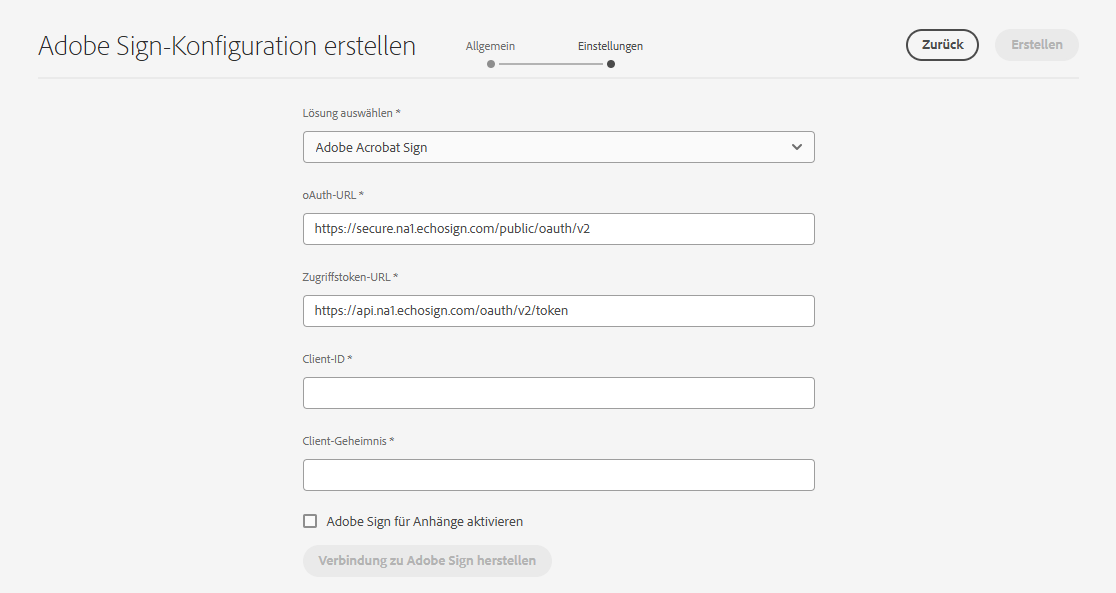 Adobe Sign-Konfiguration erstellen
Allgemein
Einstellungen
Zurück
Erstellen
Lösung auswählen *
Adobe Acrobat Sign
oAuth-URL *
https://secure.na1.echosign.com/public/oauth/v2
Zugriffstoken-URL *
https://api.na1.echosign.com/oauth/v2/token
Client-ID *
Client-Geheimnis *
Adobe Sign für Anhänge aktivieren
Verbindung zu Adobe Sign herstellen